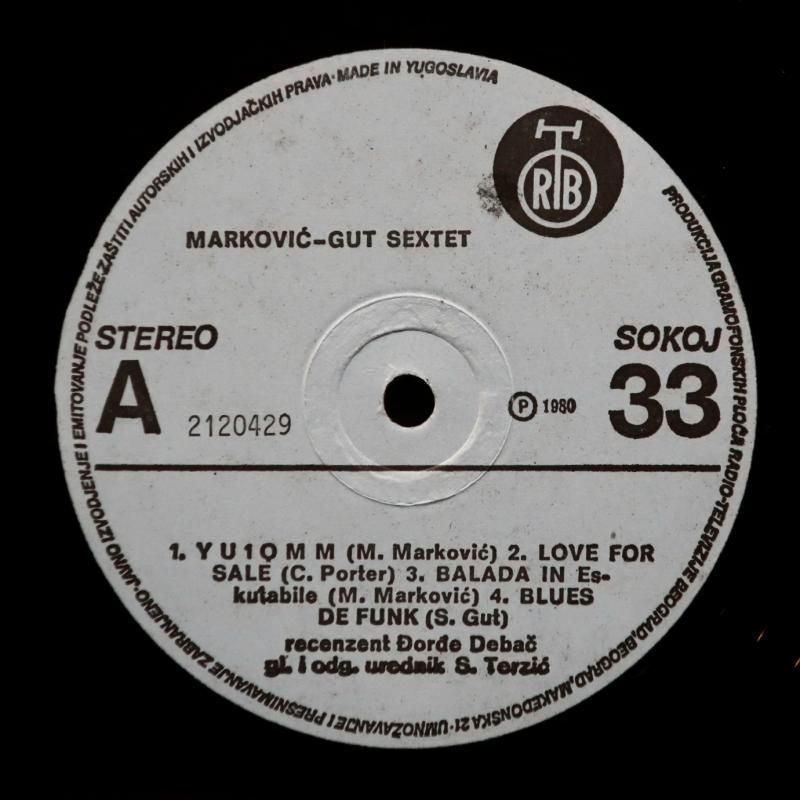 PRODUKCIJA GRAMOFONSKIH PLOČA RADIO-TELEVIZIJE BEOGRAD, BEOGRAD, MAKEDONSKA 21 · UMNOŽAVANJE I PRESNIMAVANJE ZABRANJENO · JAVNO IZVODJENJE I EMITOVANJE PODLEŽE ZAŠTITI AUTORSKIH I IZVODJAČKIH PRAVA · MADE IN YUGOSLAVIA
RTB
MARKOVIĆ-GUT SEXTET
STEREO
SOKOJ
A
2120429
P 1980
33
1. Y U 1 Q M M (M. Marković) 2. LOVE FOR
SALE (C. Porter) 3. BALADA IN Es-
kutabile (M. Marković) 4. BLUES
DE FUNK (S. Gut)
recenzent Đorđe Debač
gl. i odg. urednik S. Terzić